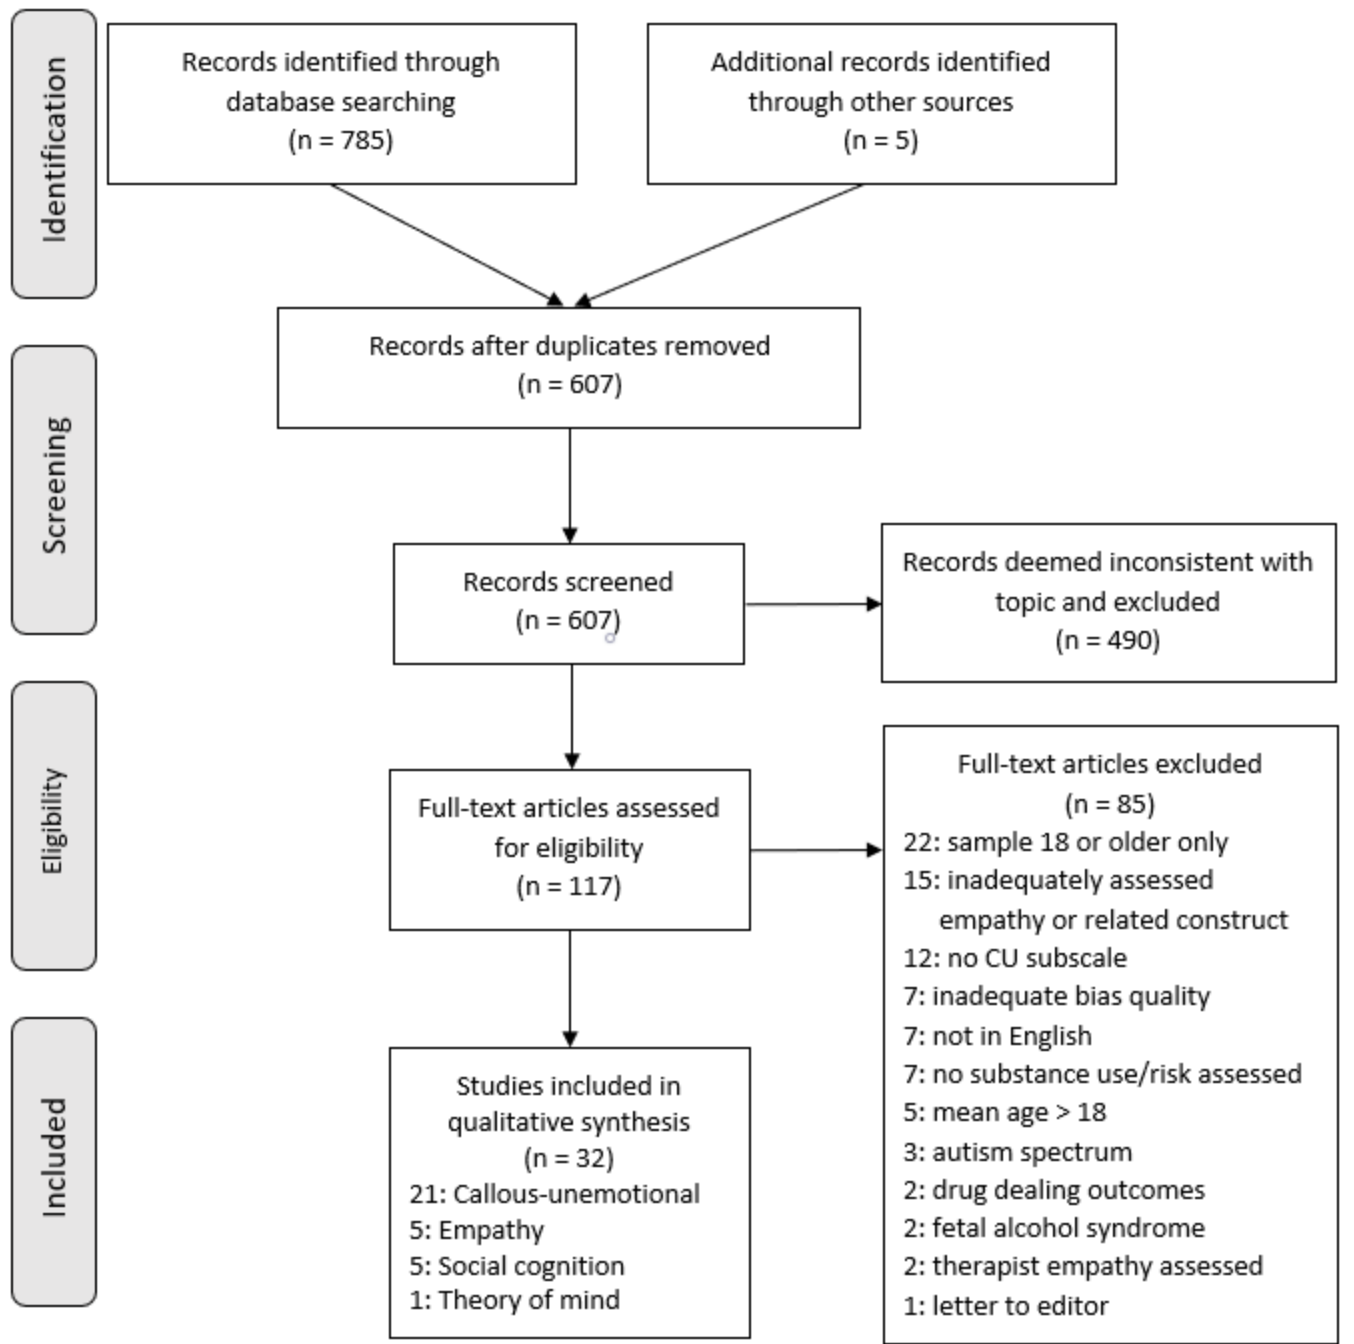 Identification
Records identified through
database searching
(n = 785)
Additional records identified
through other sources
(n = 5)
Records after duplicates removed
(n = 607)
Screening
Records screened
(n = 607)
Records deemed inconsistent with
topic and excluded
(n = 490)
Eligibility
Full-text articles assessed
for eligibility
(n = 117)
Full-text articles excluded
(n = 85)
22: sample 18 or older only
15: inadequately assessed
empathy or related construct
12: no CU subscale
7: inadequate bias quality
7: not in English
7: no substance use/risk assessed
5: mean age > 18
3: autism spectrum
2: drug dealing outcomes
2: fetal alcohol syndrome
2: therapist empathy assessed
1: letter to editor
Included
Studies included in
qualitative synthesis
(n = 32)
21: Callous-unemotional
5: Empathy
5: Social cognition
1: Theory of mind